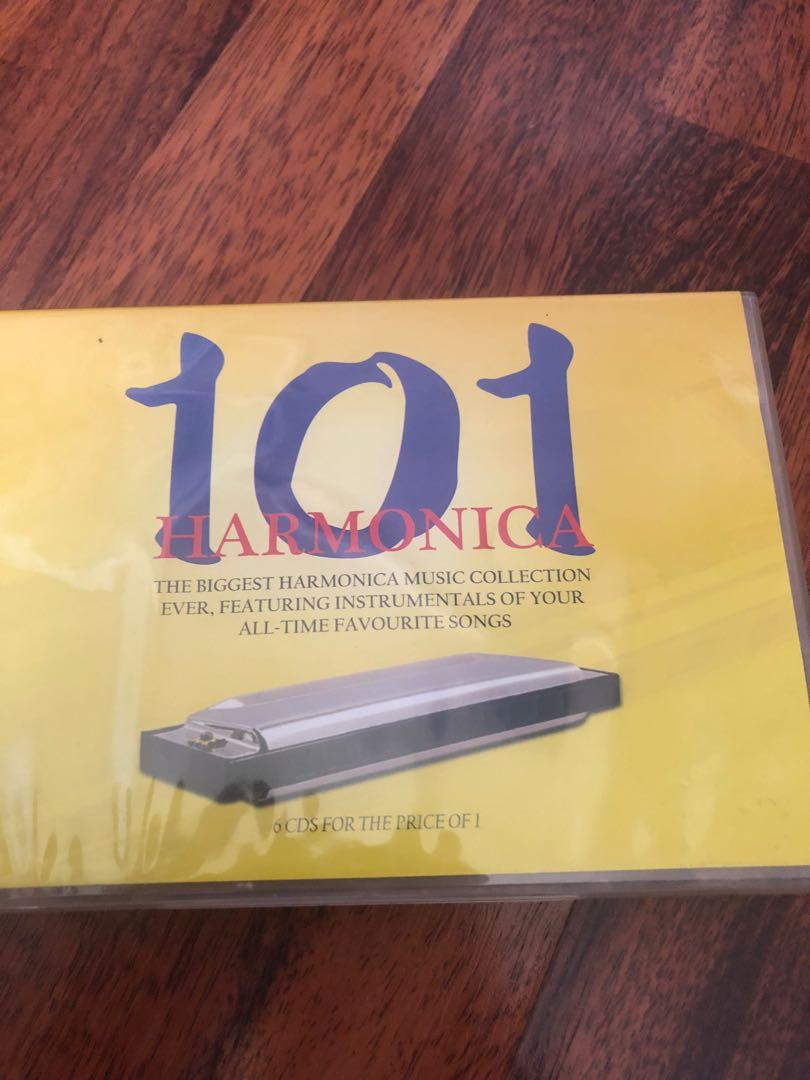 101
HARMONICA
THE BIGGEST HARMONICA MUSIC COLLECTION
EVER, FEATURING INSTRUMENTALS OF YOUR
ALL-TIME FAVOURITE SONGS
6 CDS FOR THE PRICE OF 1